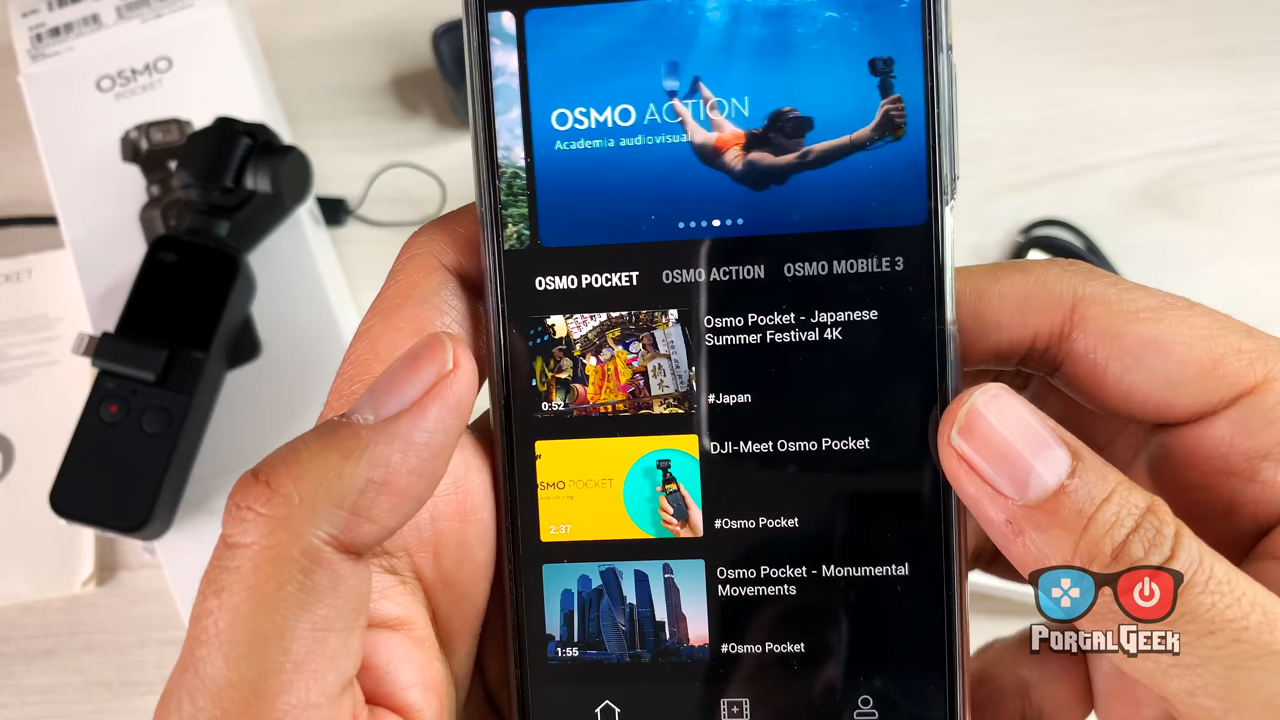 OSMO
POCKET
OSMO ACTION
Academia audiovisual
OSMO POCKET
OSMO ACTION
OSMO MOBILE 3
Osmo Pocket - Japanese
Summer Festival 4K
0:52
#Japan
DJI-Meet Osmo Pocket
OSMO POCKET
2:37
#Osmo Pocket
Osmo Pocket - Monumental
Movements
1:55
#Osmo Pocket
PORTALGEEK